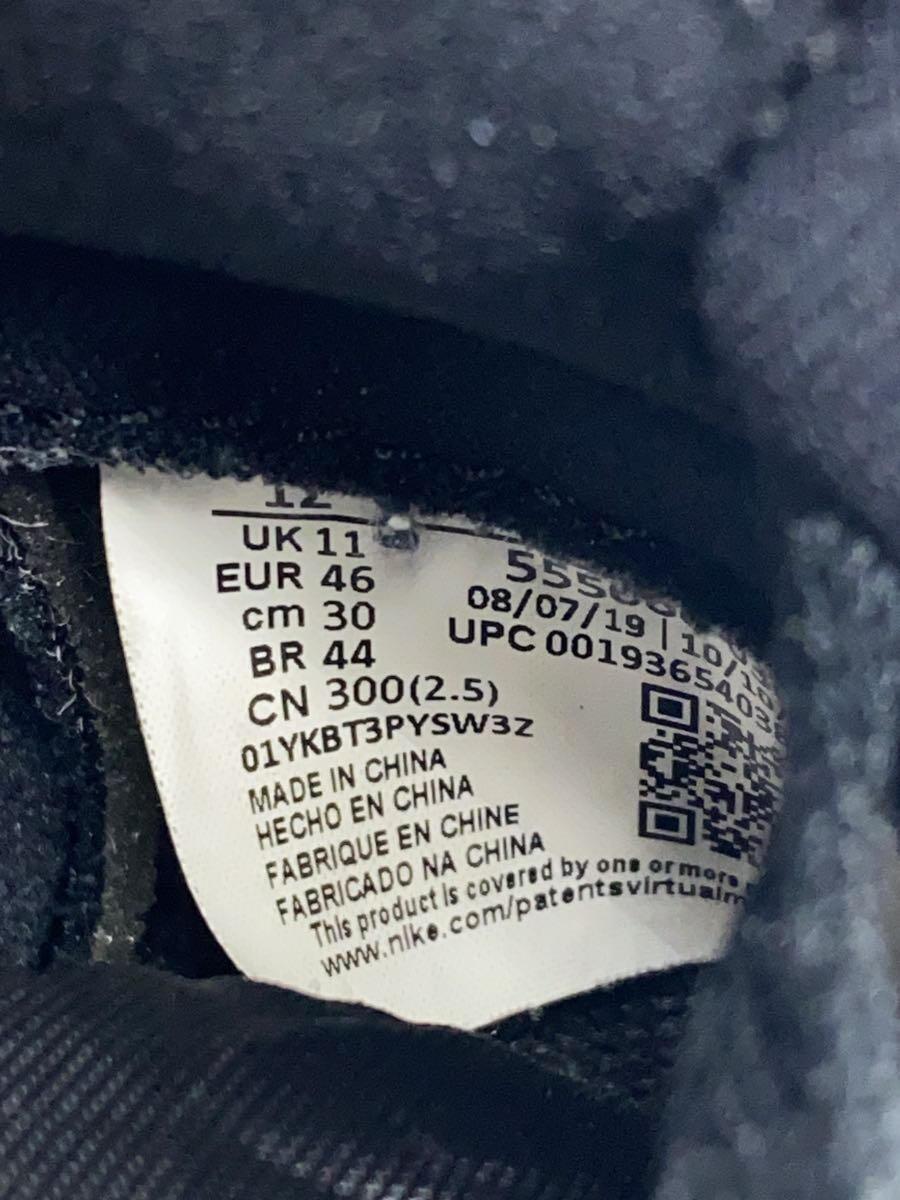 12
UK 11
EUR 46
cm 30
BR 44
CN 300(2.5)
01YKBT3PYSW3Z
MADE IN CHINA
HECHO EN CHINA
FABRIQUE EN CHINE
FABRICADO NA CHINA
This product is covered by one or more
www.nike.com/patentsvirtualm
08/07/19 |
UPC